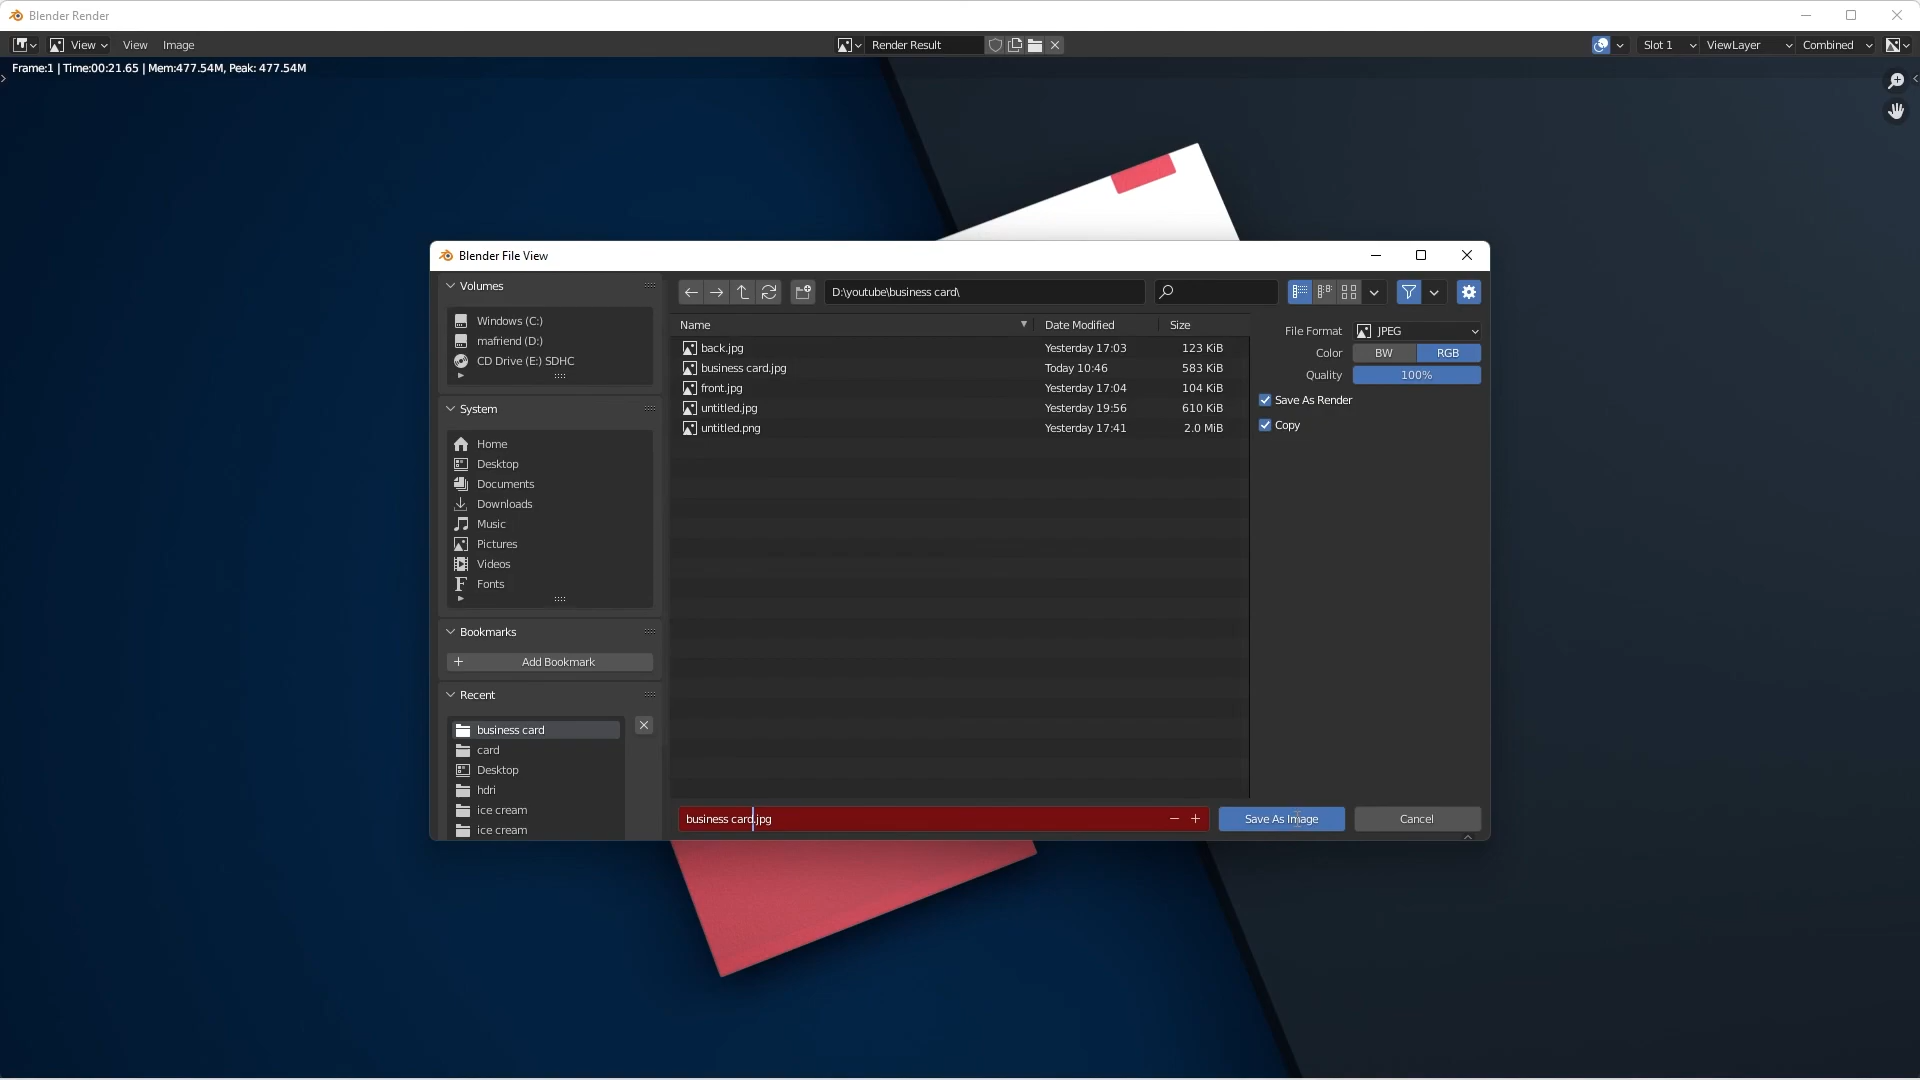 Blender Render
View View Image Render Result Slot 1 ViewLayer Combined
Frame:1 | Time:00:21.65 | Mem:477.54M, Peak: 477.54M
Blender File View
Volumes
Windows (C:)
mafriend (D:)
CD Drive (E:) SDHC
System
Home
Desktop
Documents
Downloads
Music
Pictures
Videos
Fonts
Bookmarks
Add Bookmark
Recent
business card
card
Desktop
hdri
ice cream
ice cream
D:\youtube\business card\
Name Date Modified Size
back.jpg Yesterday 17:03 123 KiB
business card.jpg Today 10:46 583 KiB
front.jpg Yesterday 17:04 104 KiB
untitled.jpg Yesterday 19:56 610 KiB
untitled.png Yesterday 17:41 2.0 MiB
File Format JPEG
Color BW RGB
Quality 100%
Save As Render
Copy
business card.jpg
Save As Image
Cancel